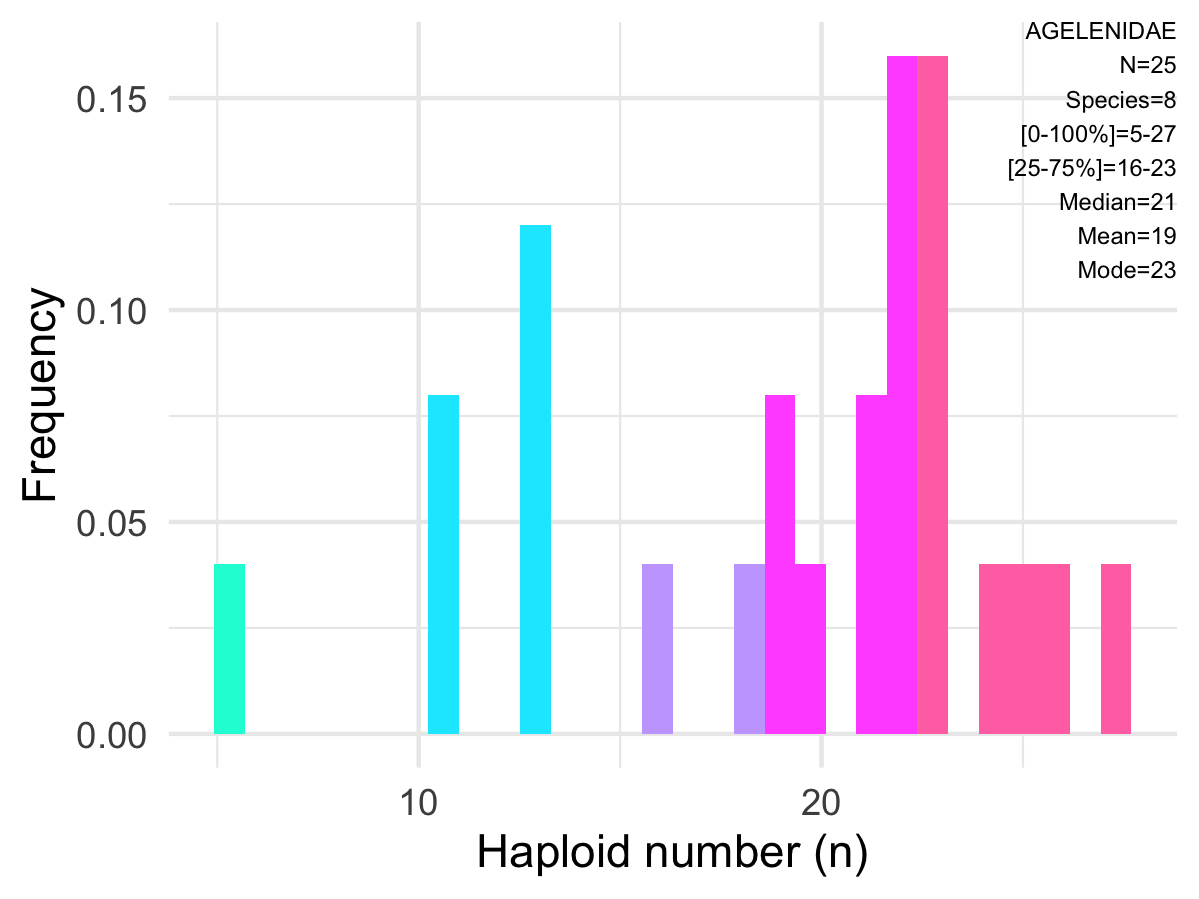 AGELENIDAE
N=25
Species=8
[0-100%]=5-27
[25-75%]=16-23
Median=21
Mean=19
Mode=23
0.15
0.10
0.05
0.00
Frequency
10 20
Haploid number (n)